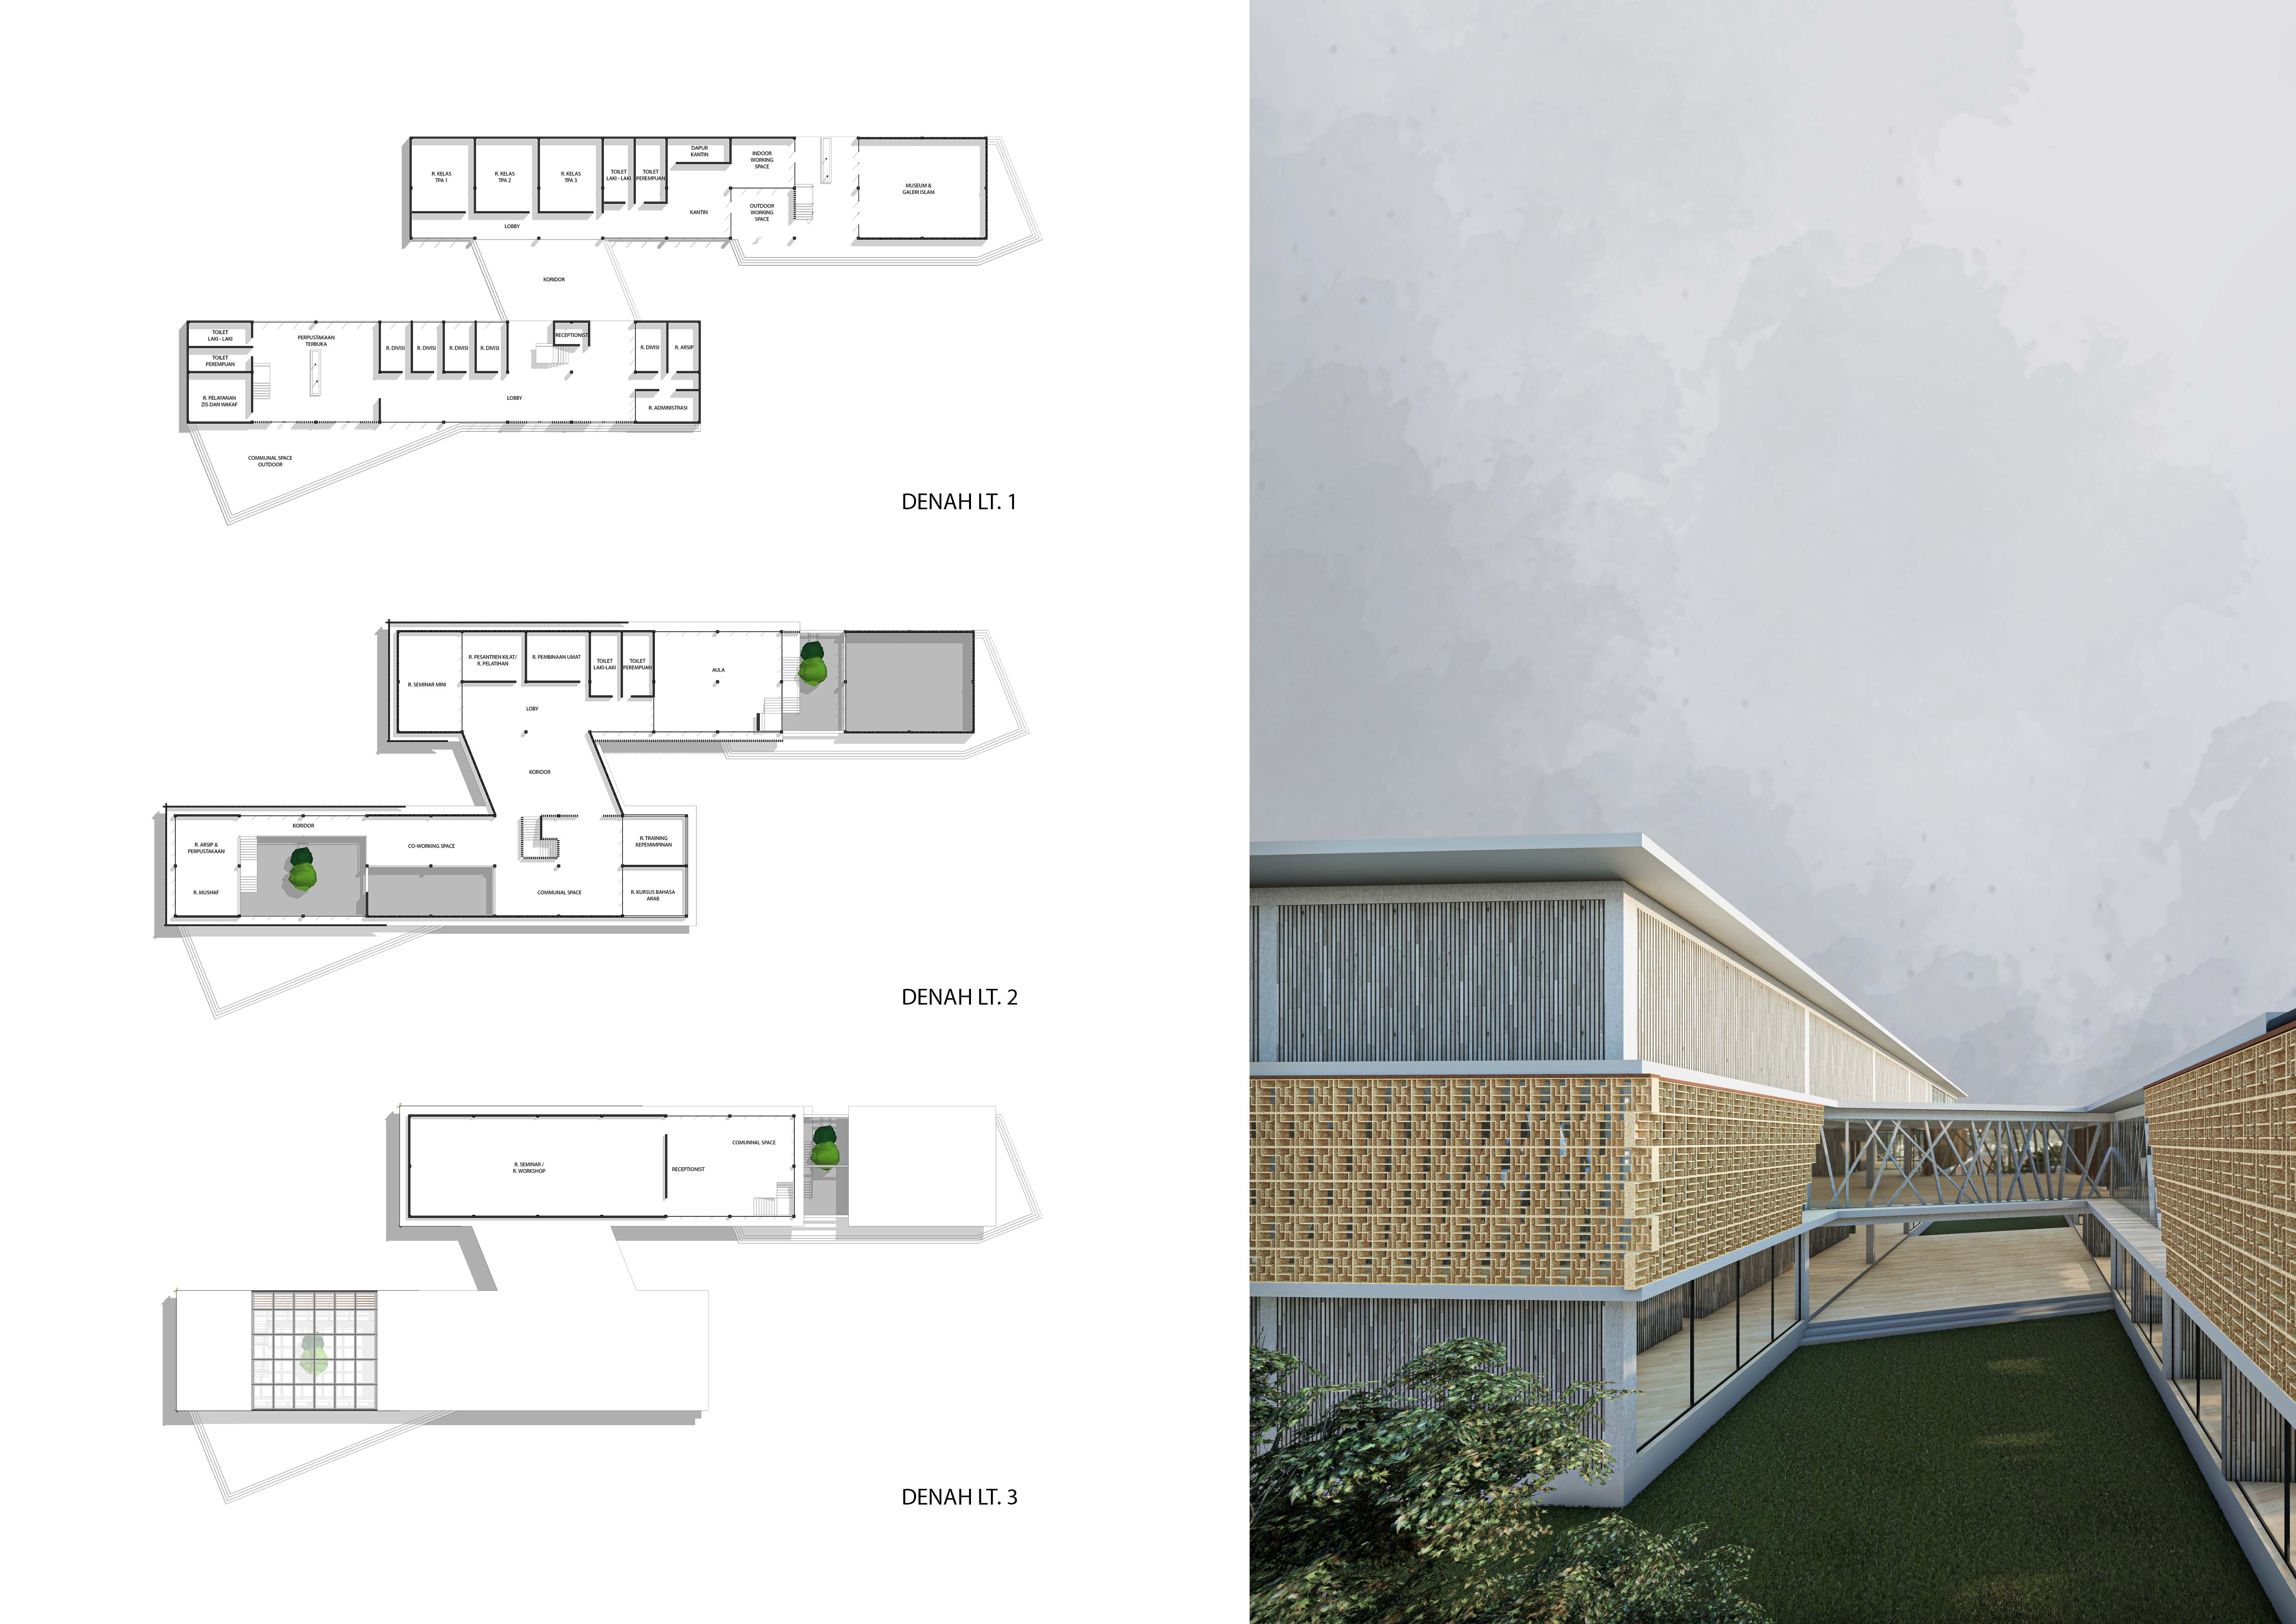 R. KELAS
TPA 1
R. KELAS
TPA 2
R. KELAS
TPA 3
TOILET
LAKI - LAKI
TOILET
PEREMPUAN
DAPUR
KANTIN
INDOOR
WORKING
SPACE
MUSEUM &
GALERI ISLAM
KANTIN
OUTDOOR
WORKING
SPACE
LOBBY
KORIDOR
TOILET
LAKI - LAKI
TOILET
PEREMPUAN
R. PELAYANAN
ZIS DAN WAKAF
PERPUSTAKAAN
TERBUKA
R. DIVISI
R. DIVISI
R. DIVISI
R. DIVISI
RECEPTIONIST
R. DIVISI
R. ARSIP
LOBBY
R. ADMINISTRASI
COMMUNAL SPACE
OUTDOOR
DENAH LT. 1
R. SEMINAR MINI
R. PESANTREN KILAT/
R. PELATIHAN
R. PEMBINAAN UMAT
TOILET
LAKI-LAKI
TOILET
PEREMPUAN
AULA
LOBY
KORIDOR
KORIDOR
R. ARSIP &
PERPUSTAKAAN
R. MUSHAF
CO-WORKING SPACE
COMMUNAL SPACE
R. TRAINING
KEPEMIMPINAN
R. KURSUS BAHASA
ARAB
DENAH LT. 2
R. SEMINAR /
R. WORKSHOP
RECEPTIONIST
COMUNNAL SPACE
DENAH LT. 3